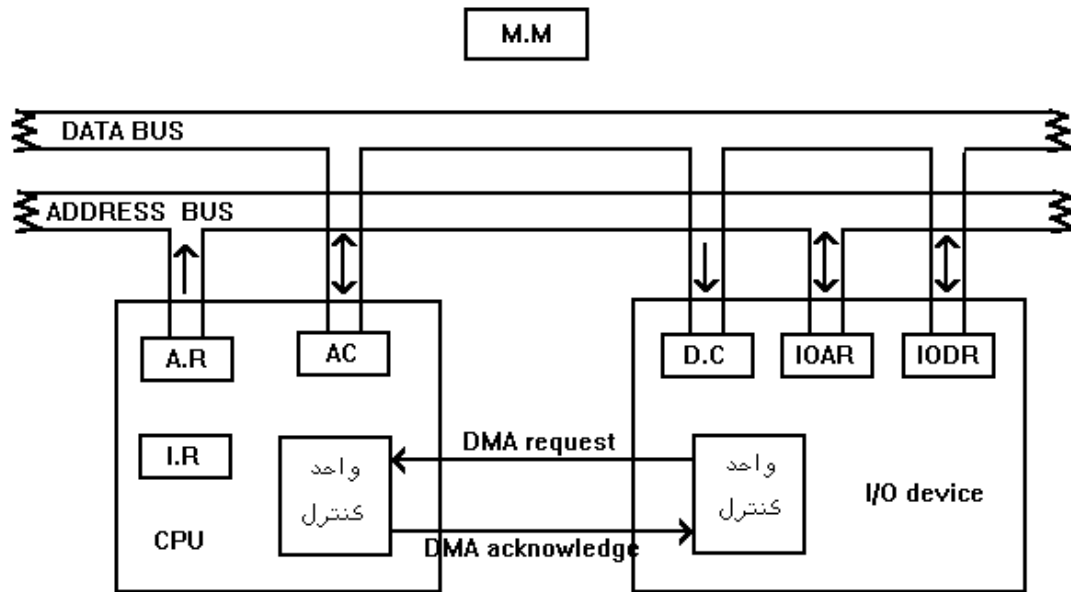 M.M
DATA BUS
ADDRESS BUS
A.R
AC
D.C
IOAR
IODR
I.R
واحد
کنترل
CPU
DMA request
DMA acknowledge
واحد
کنترل
I/O device